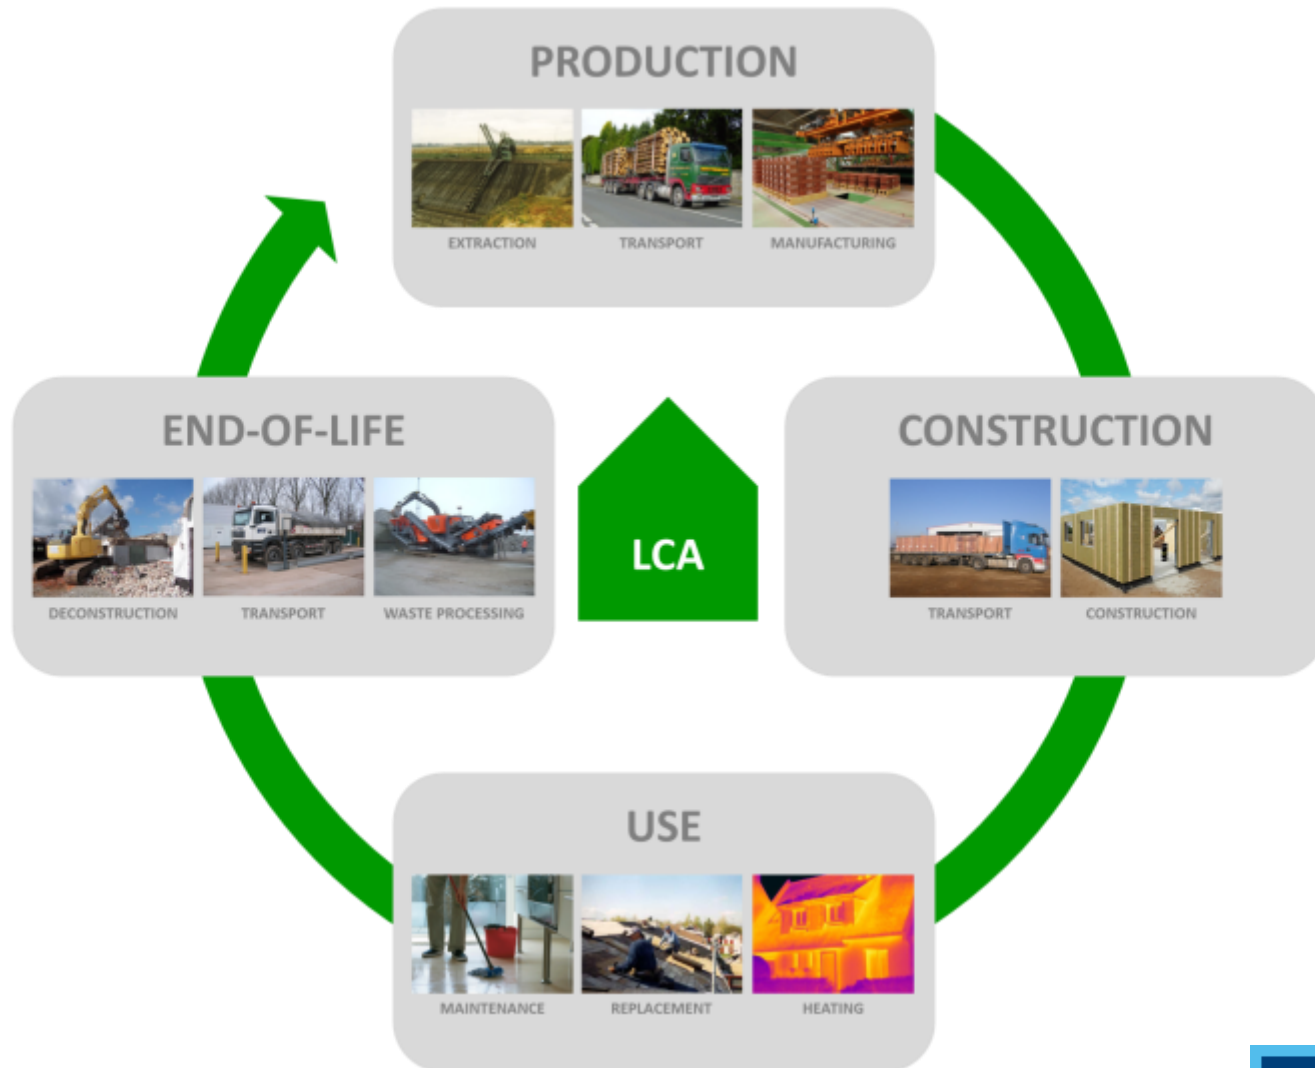 PRODUCTION
EXTRACTION TRANSPORT MANUFACTURING
END-OF-LIFE
DECONSTRUCTION TRANSPORT WASTE PROCESSING
LCA
CONSTRUCTION
TRANSPORT CONSTRUCTION
USE
MAINTENANCE REPLACEMENT HEATING